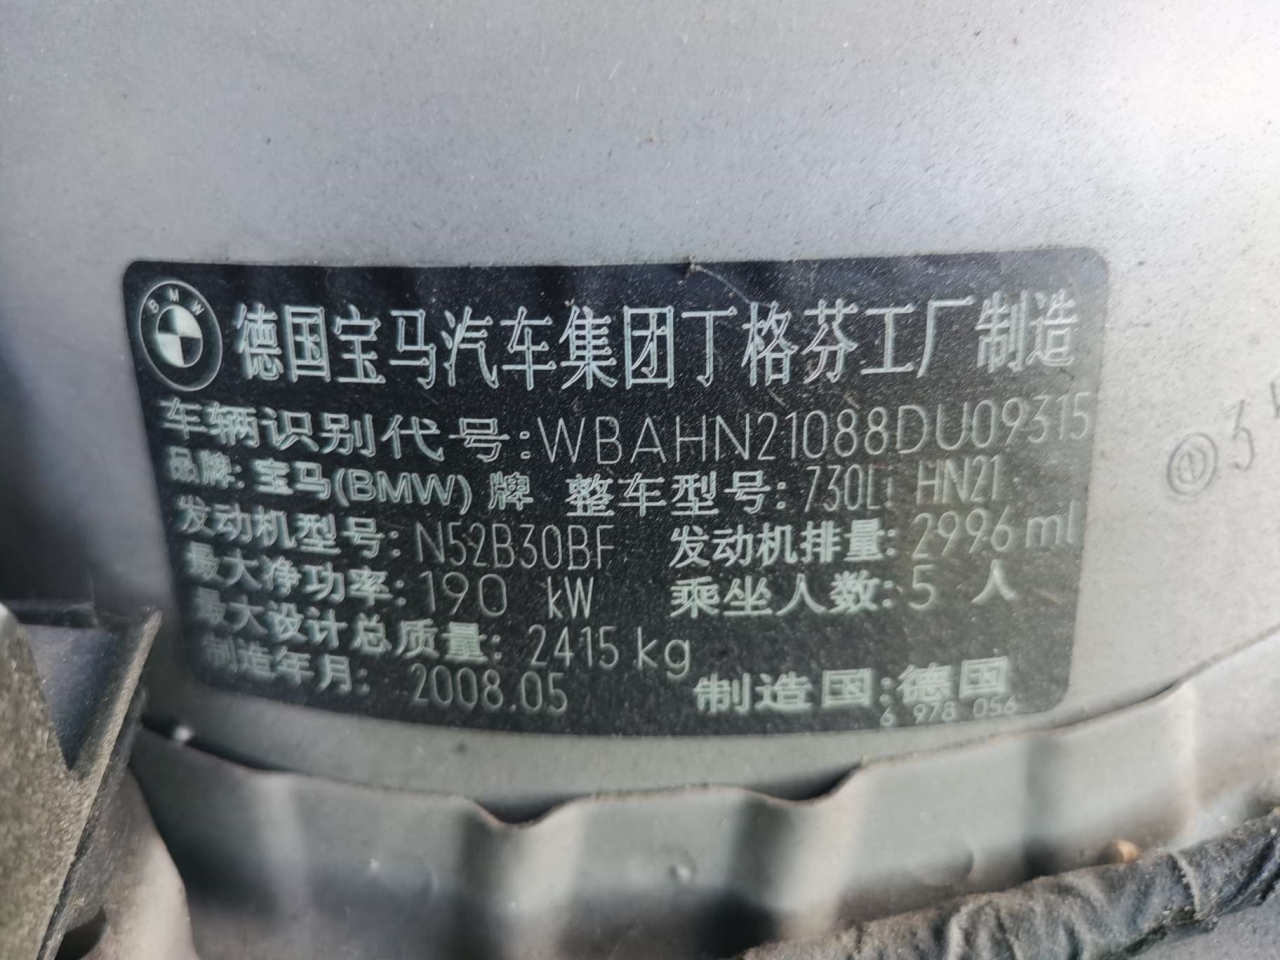 BMW
德国宝马汽车集团丁格芬工厂制造
车辆识别代号:WBAHN21088DU09315
品牌:宝马(BMW)牌 整车型号:730Li HN21
发动机型号:N52B30BF 发动机排量:2996 ml
最大净功率:190 kW 乘坐人数:5 人
最大设计总质量:2415 kg
制造年月:2008.05 制造国:德国
6 978 056